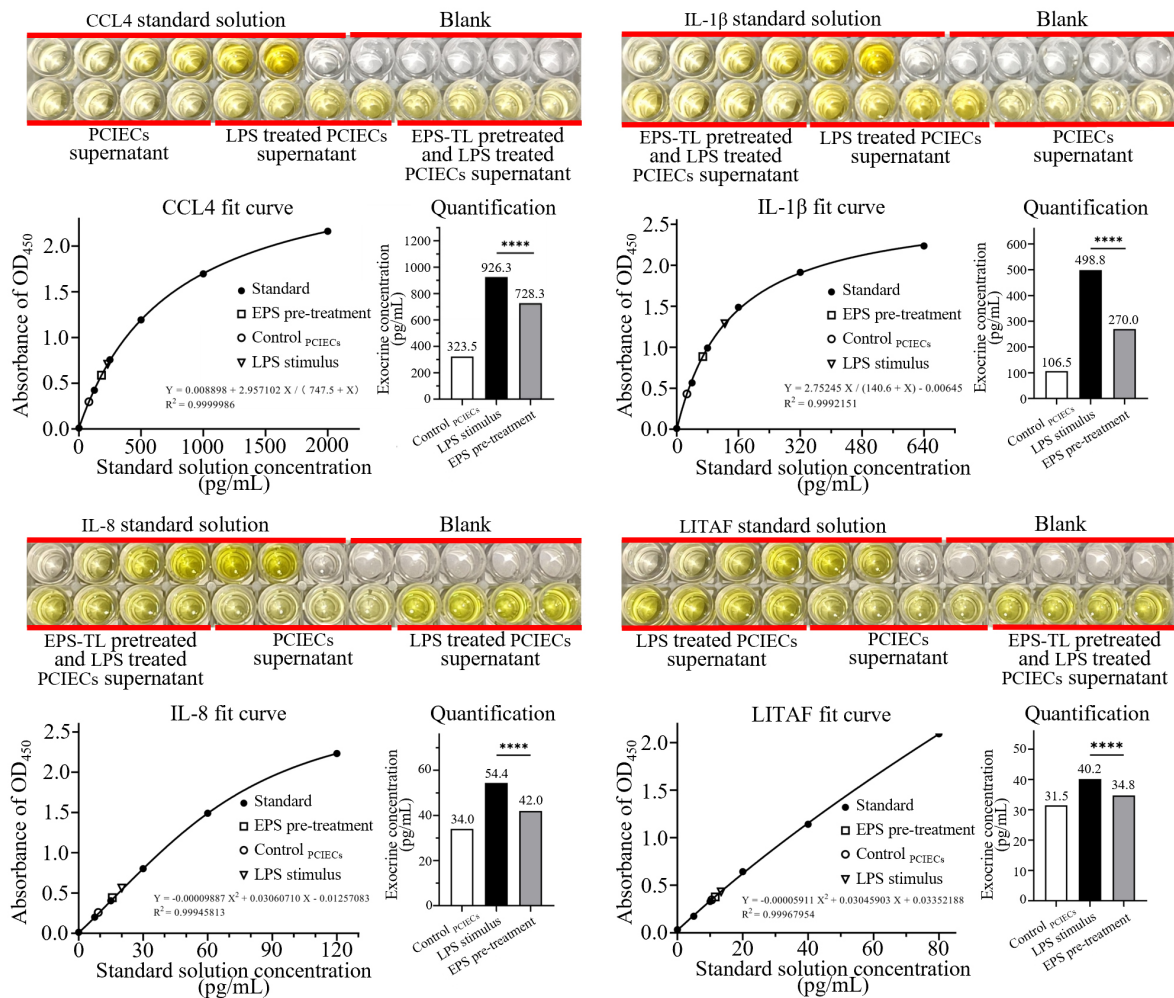 CCL4 standard solution
Blank
PCIECs
supernatant
LPS treated PCIECs
supernatant
EPS-TL pretreated
and LPS treated
PCIECs supernatant
CCL4 fit curve
Absorbance of OD450
2.0
1.5
1.0
0.5
0.0
0
500
1000
1500
2000
Standard solution concentration
(pg/mL)
Standard
EPS pre-treatment
Control PCIECs
LPS stimulus
Y = 0.008898 + 2.957102 X / ( 747.5 + X)
R2 = 0.9999986
Quantification
Exocrine concentration
(pg/mL)
1300
1200
1000
800
600
400
400
323.5
926.3
728.3
****
Control PCIECs
LPS stimulus
EPS pre-treatment
IL-1β standard solution
Blank
EPS-TL pretreated
and LPS treated
PCIECs supernatant
LPS treated PCIECs
supernatant
PCIECs
supernatant
IL-1β fit curve
Absorbance of OD450
2.5
2.0
1.5
1.0
0.5
0.0
0
160
320
480
640
Standard solution concentration
(pg/mL)
Standard
EPS pre-treatment
Control PCIECs
LPS stimulus
Y = 2.75245 X / (140.6 + X) - 0.00645
R2 = 0.9992151
Quantification
Exocrine concentration
(pg/mL)
600
500
400
300
200
100
0
106.5
498.8
270.0
****
Control PCIECs
LPS stimulus
EPS pre-treatment
IL-8 standard solution
Blank
EPS-TL pretreated
and LPS treated
PCIECs supernatant
PCIECs
supernatant
LPS treated PCIECs
supernatant
IL-8 fit curve
Absorbance of OD450
2.5
2.0
1.5
1.0
0.5
0.0
0
30
60
90
120
Standard solution concentration
(pg/mL)
Standard
EPS pre-treatment
Control PCIECs
LPS stimulus
Y = -0.00009887 X2 + 0.03060710 X - 0.01257083
R2 = 0.99945813
Quantification
Exocrine concentration
(pg/mL)
60
40
20
0
34.0
54.4
42.0
****
Control PCIECs
LPS stimulus
EPS pre-treatment
LITAF standard solution
Blank
LPS treated PCIECs
supernatant
PCIECs
supernatant
EPS-TL pretreated
and LPS treated
PCIECs supernatant
LITAF fit curve
Absorbance of OD450
2.0
1.5
1.0
0.5
0.0
0
20
40
60
80
Standard solution concentration
(pg/mL)
Standard
EPS pre-treatment
Control PCIECs
LPS stimulus
Y = -0.00005911 X2 + 0.03045903 X + 0.03352188
R2 = 0.99967954
Quantification
Exocrine concentration
(pg/mL)
50
40
30
20
10
0
31.5
40.2
34.8
****
Control PCIECs
LPS stimulus
EPS pre-treatment